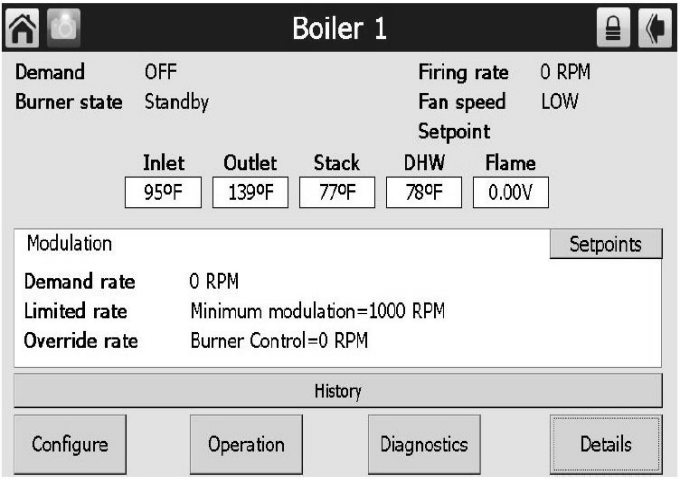 Boiler 1
Demand OFF Firing rate 0 RPM
Burner state Standby Fan speed LOW
Setpoint
Inlet Outlet Stack DHW Flame
95ºF 139ºF 77ºF 78ºF 0.00V
Modulation Setpoints
Demand rate 0 RPM
Limited rate Minimum modulation=1000 RPM
Override rate Burner Control=0 RPM
History
Configure Operation Diagnostics Details